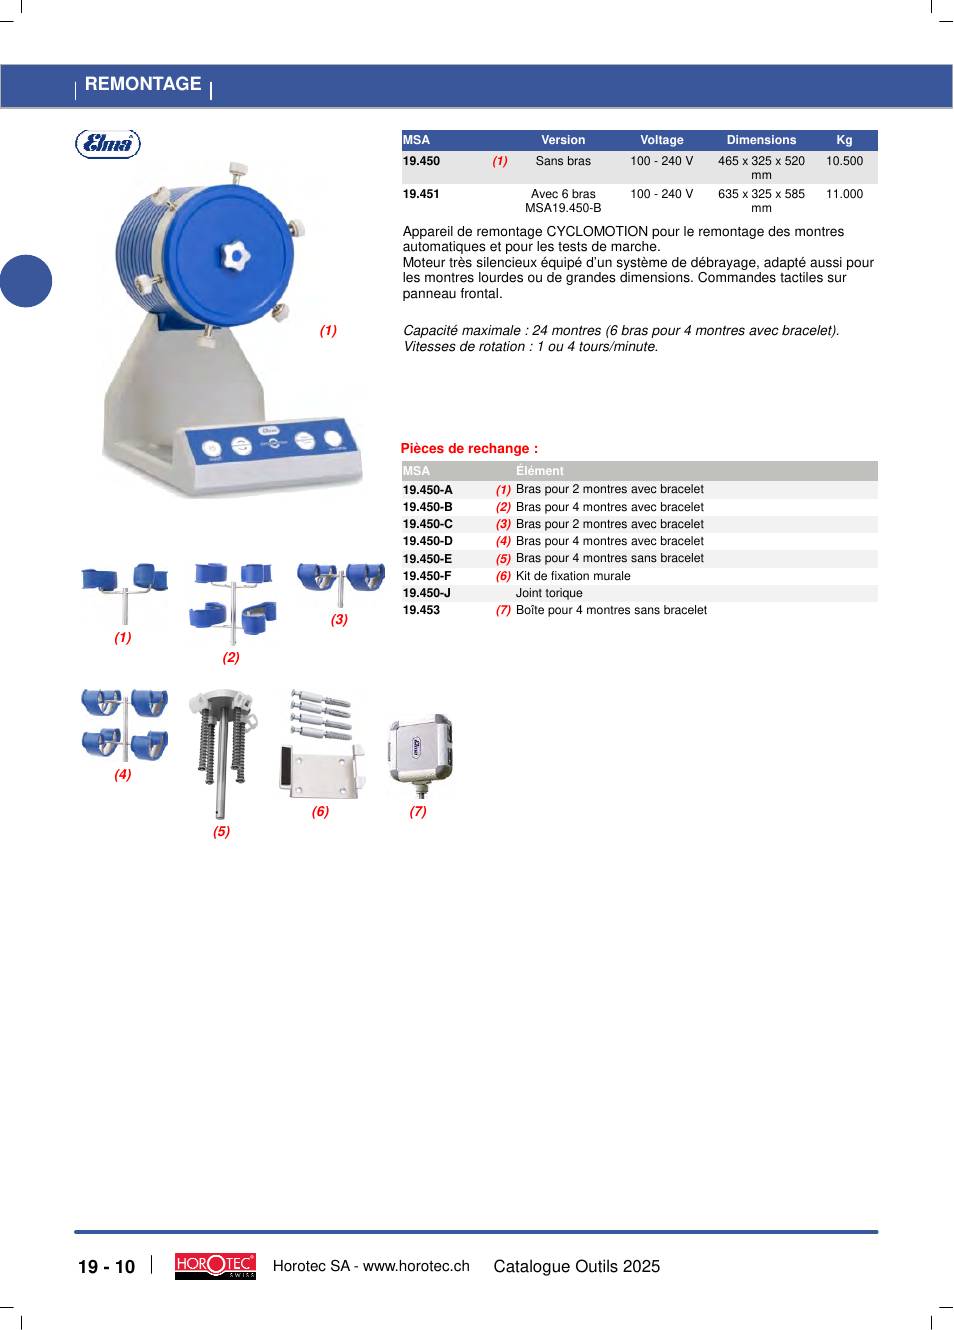 REMONTAGE
Elma
MSA Version Voltage Dimensions Kg
19.450 (1) Sans bras 100 - 240 V 465 x 325 x 520 mm 10.500
19.451 Avec 6 bras MSA19.450-B 100 - 240 V 635 x 325 x 585 mm 11.000
Appareil de remontage CYCLOMOTION pour le remontage des montres
automatiques et pour les tests de marche.
Moteur très silencieux équipé d'un système de débrayage, adapté aussi pour
les montres lourdes ou de grandes dimensions. Commandes tactiles sur
panneau frontal.
(1)
Capacité maximale : 24 montres (6 bras pour 4 montres avec bracelet).
Vitesses de rotation : 1 ou 4 tours/minute.
Elma
Pièces de rechange :
MSA Élément
19.450-A (1) Bras pour 2 montres avec bracelet
19.450-B (2) Bras pour 4 montres avec bracelet
19.450-C (3) Bras pour 2 montres avec bracelet
19.450-D (4) Bras pour 4 montres avec bracelet
19.450-E (5) Bras pour 4 montres sans bracelet
19.450-F (6) Kit de fixation murale
19.450-J Joint torique
19.453 (7) Boîte pour 4 montres sans bracelet
(1)
(2)
(3)
(4)
(5)
(6)
Elma
(7)
19 - 10
HOROTEC®
SWISS
Horotec SA - www.horotec.ch
Catalogue Outils 2025